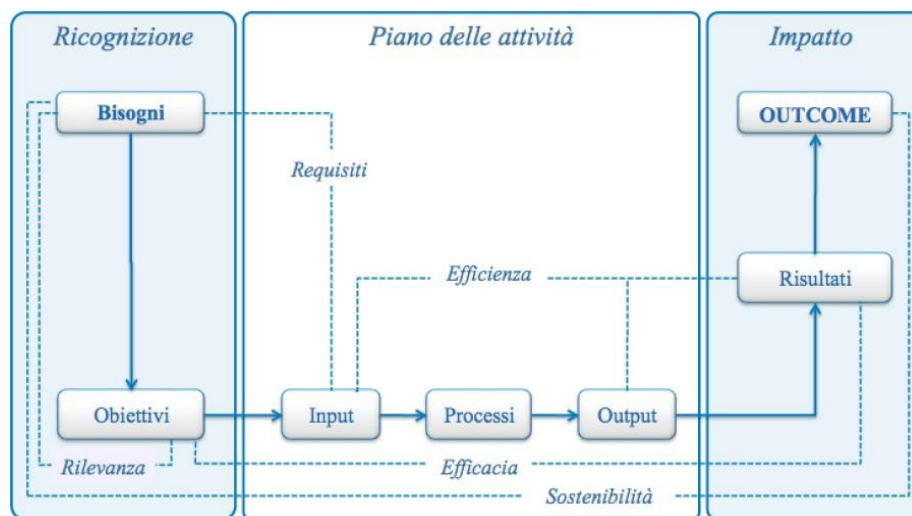 Ricognizione
Piano delle attività
Impatto
Bisogni
OUTCOME
Requisiti
Efficienza
Risultati
Obiettivi
Input
Processi
Output
Rilevanza
Efficacia
Sostenibilità